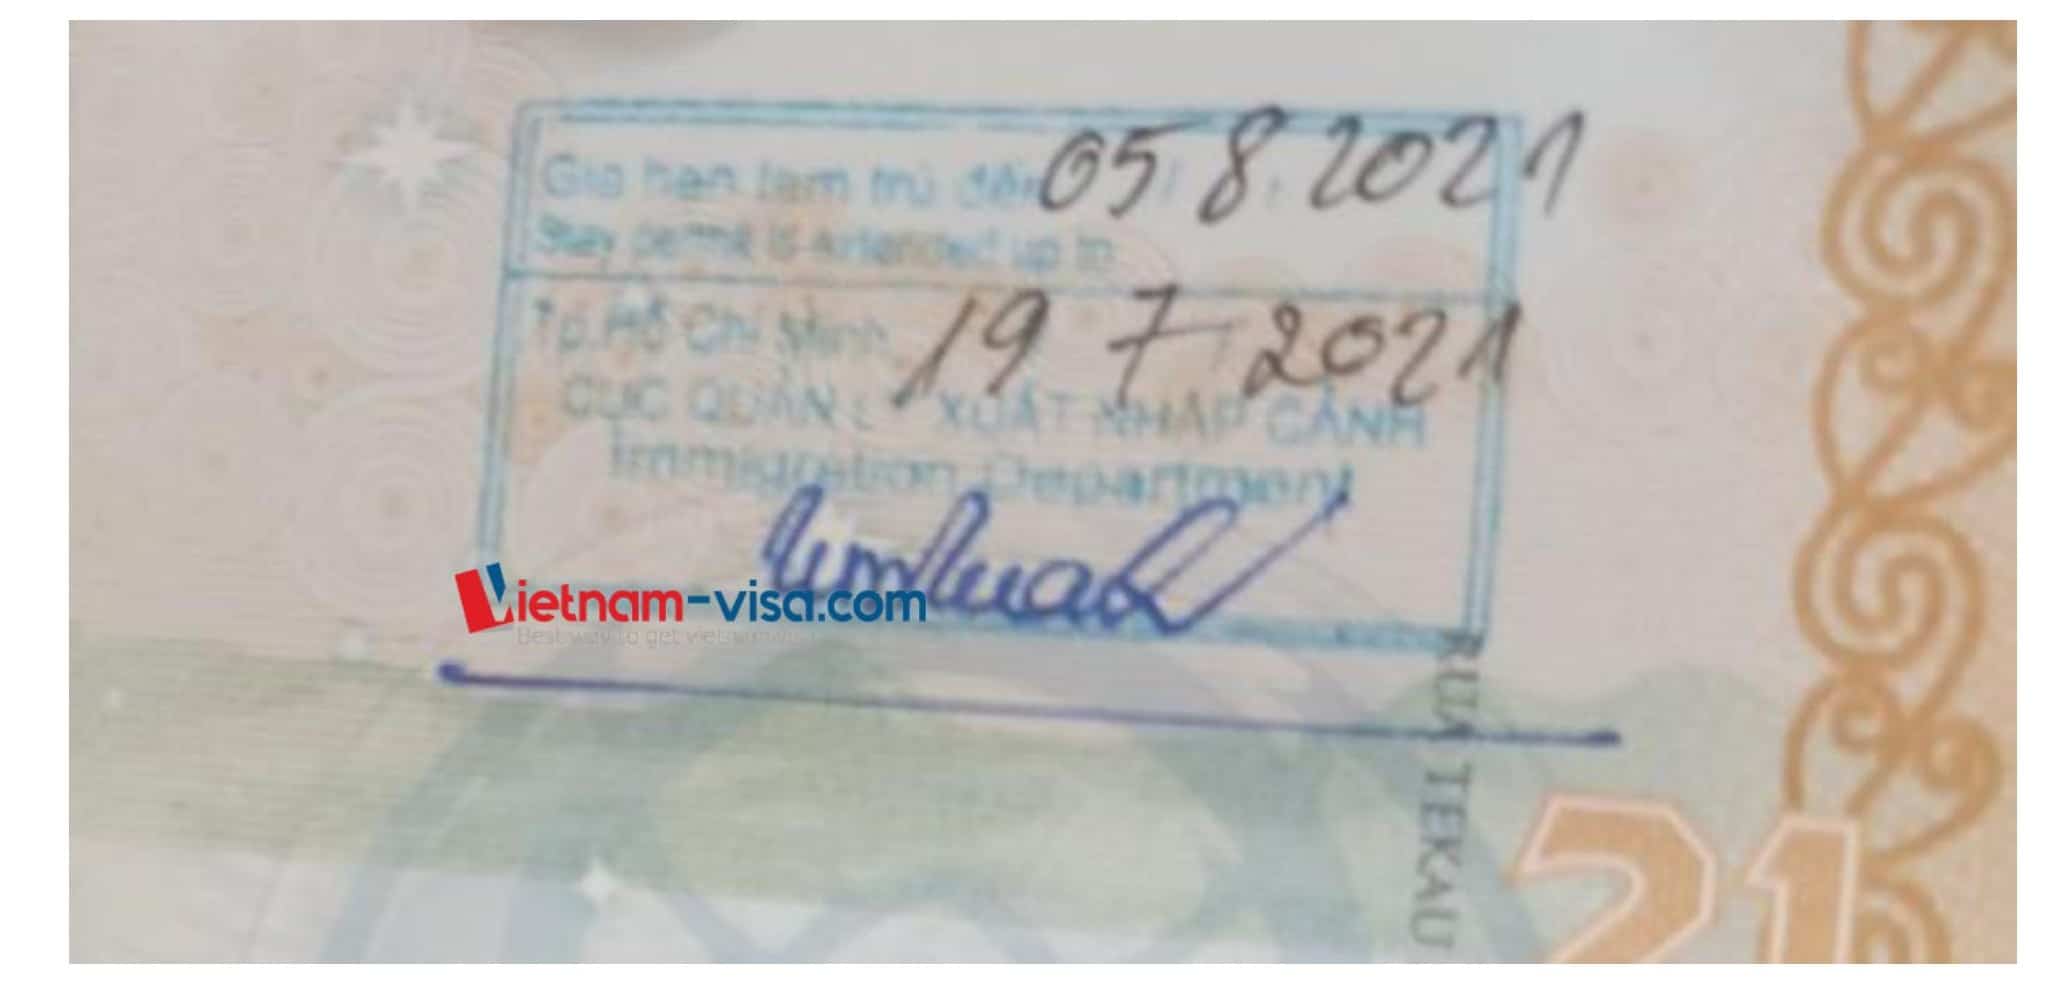 Gia hạn tạm trú đến 05 8 2021
Stay permit is extended up to
Tp.Hồ Chí Minh, 19 7 2021
CỤC QUẢN LÝ XUẤT NHẬP CẢNH
Immigration Department
Vietnam-visa.com
Best way to get vietnam visa
RUA TEKAU
21